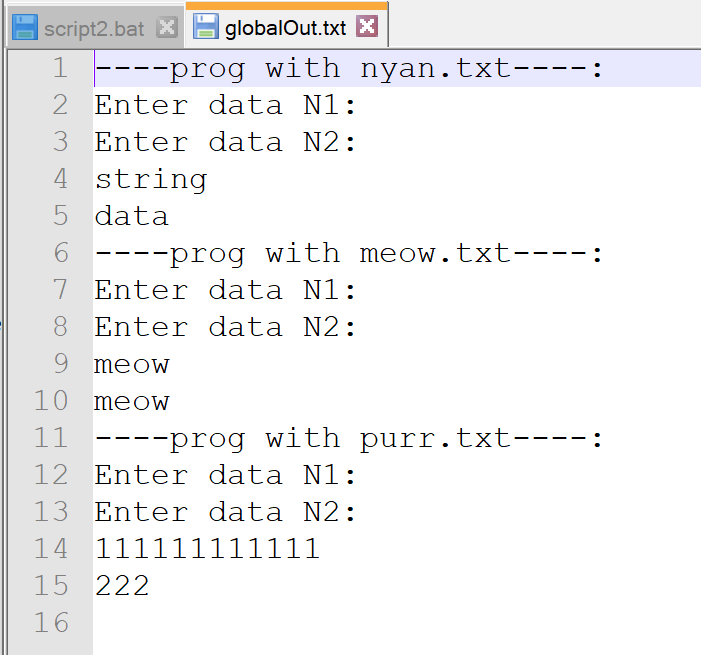 script2.bat globalOut.txt
1 ----prog with nyan.txt----:
2 Enter data N1:
3 Enter data N2:
4 string
5 data
6 ----prog with meow.txt----:
7 Enter data N1:
8 Enter data N2:
9 meow
10 meow
11 ----prog with purr.txt----:
12 Enter data N1:
13 Enter data N2:
14 111111111111
15 222
16